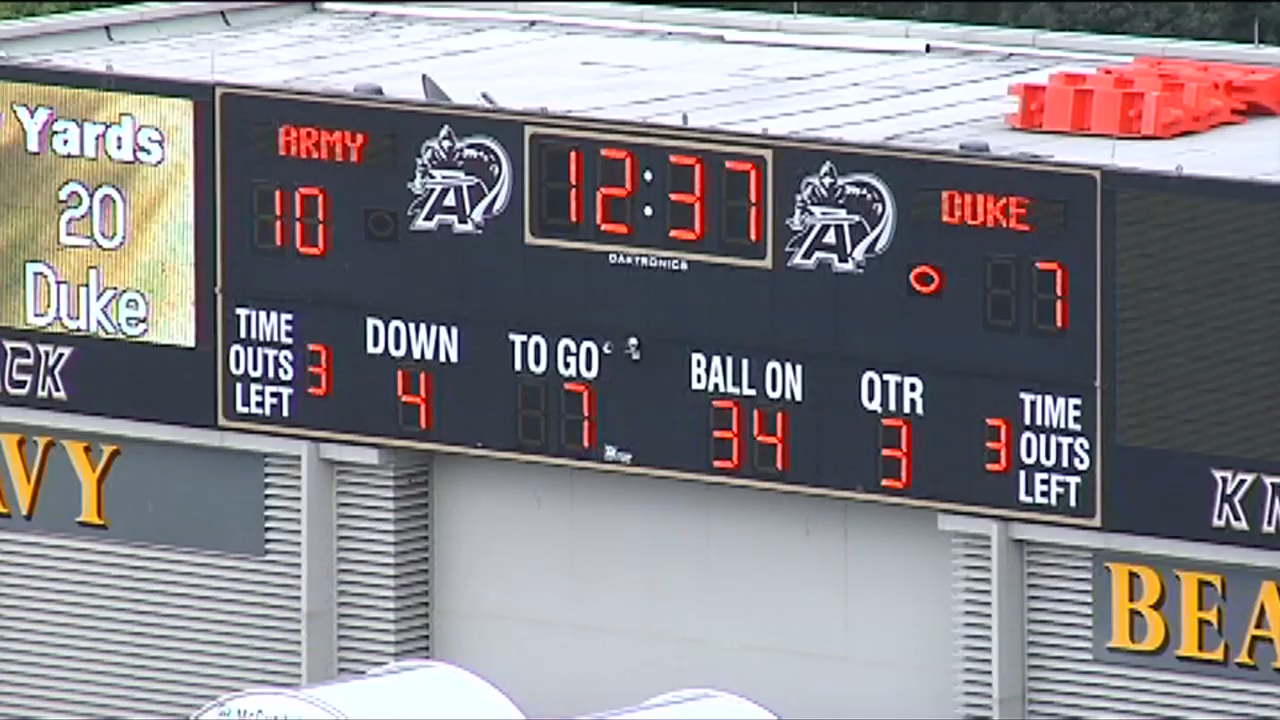 Yards
20
Duke
ARMY
10
12:37
DAKTRONICS
DUKE
7
TIME
OUTS
LEFT
3
DOWN
4
TO GO
7
BALL ON
34
QTR
3
3
TIME
OUTS
LEFT
A
A
CK
KN
AVY
BEA